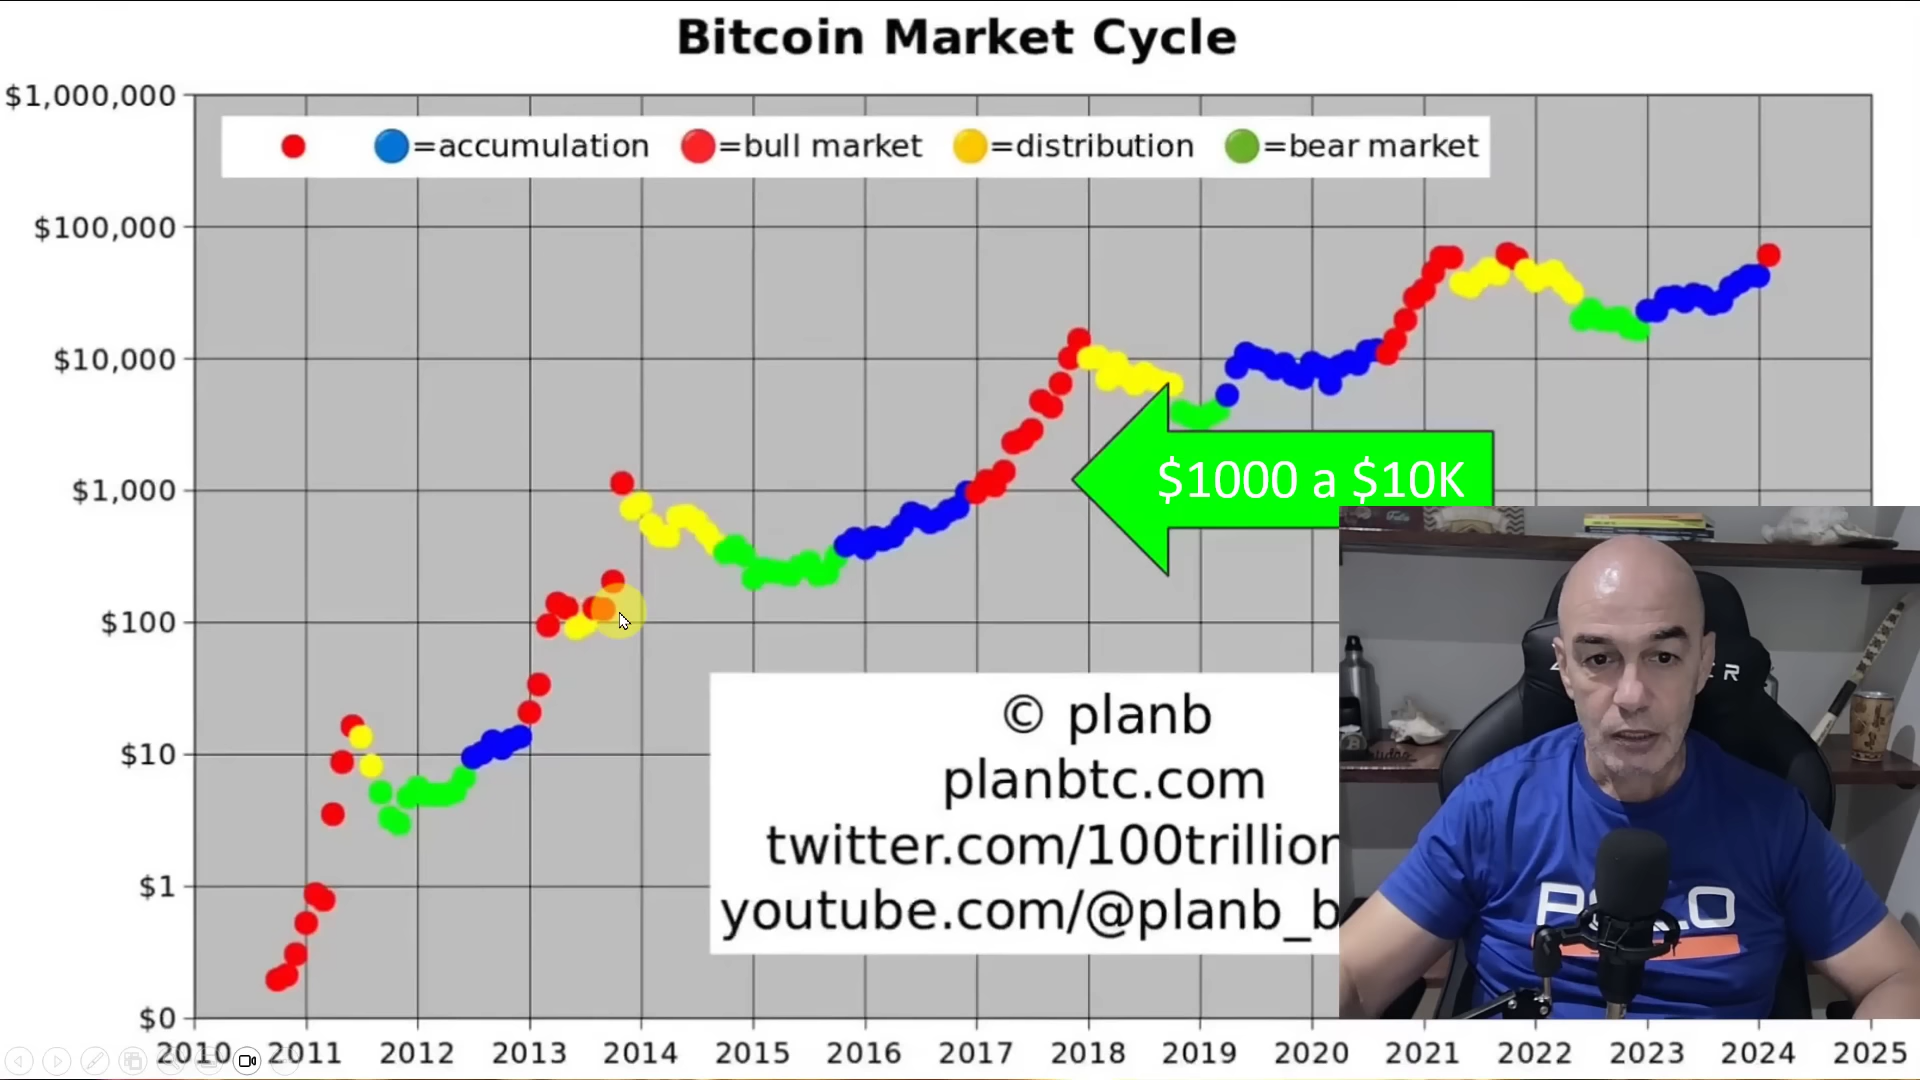 Bitcoin Market Cycle
$1,000,000
=accumulation =bull market =distribution =bear market
$100,000
$10,000
$1,000
$1000 a $10K
$100
$10
$1
$0
© planb
planbtc.com
twitter.com/100trillion
youtube.com/@planb_b
2010 2011 2012 2013 2014 2015 2016 2017 2018 2019 2020 2021 2022 2023 2024 2025